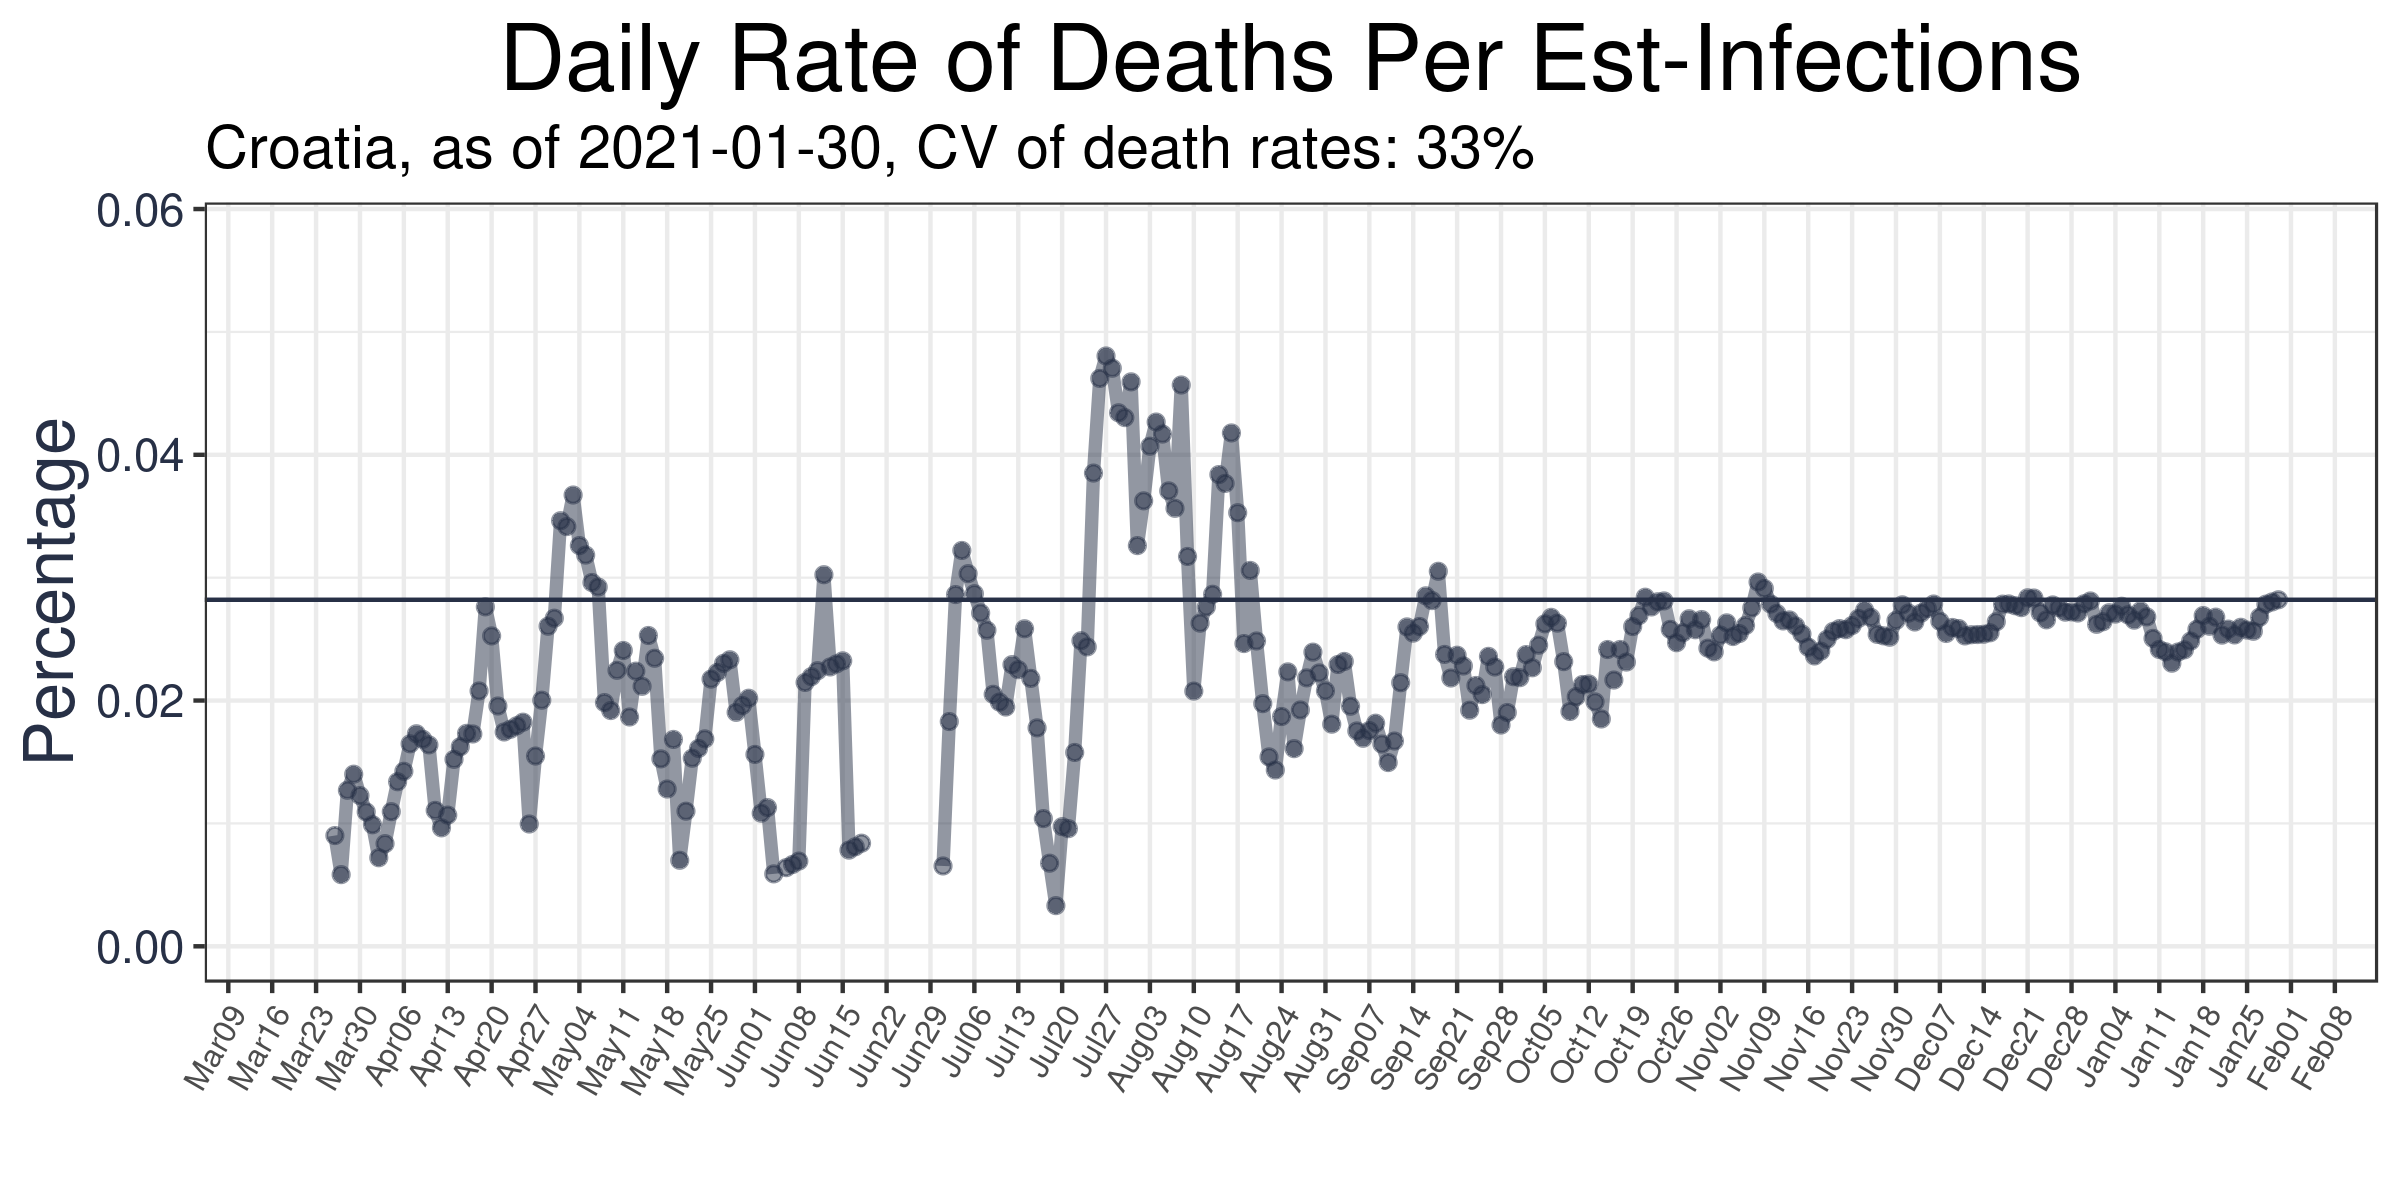 Daily Rate of Deaths Per Est-Infections
Croatia, as of 2021-01-30, CV of death rates: 33%
Percentage
0.06
0.04
0.02
0.00
Mar09 Mar16 Mar23 Mar30 Apr06 Apr13 Apr20 Apr27 May04 May11 May18 May25 Jun01 Jun08 Jun15 Jun22 Jun29 Jul06 Jul13 Jul20 Jul27 Aug03 Aug10 Aug17 Aug24 Aug31 Sep07 Sep14 Sep21 Sep28 Oct05 Oct12 Oct19 Oct26 Nov02 Nov09 Nov16 Nov23 Nov30 Dec07 Dec14 Dec21 Dec28 Jan04 Jan11 Jan18 Jan25 Feb01 Feb08